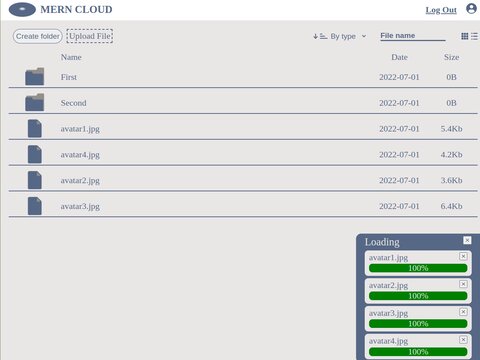 MERN CLOUD
Log Out
Create folder
Upload File
By type
File name
Name Date Size
First 2022-07-01 0B
Second 2022-07-01 0B
avatar1.jpg 2022-07-01 5.4Kb
avatar4.jpg 2022-07-01 4.2Kb
avatar2.jpg 2022-07-01 3.6Kb
avatar3.jpg 2022-07-01 6.4Kb
Loading
avatar1.jpg
100%
avatar2.jpg
100%
avatar3.jpg
100%
avatar4.jpg
100%